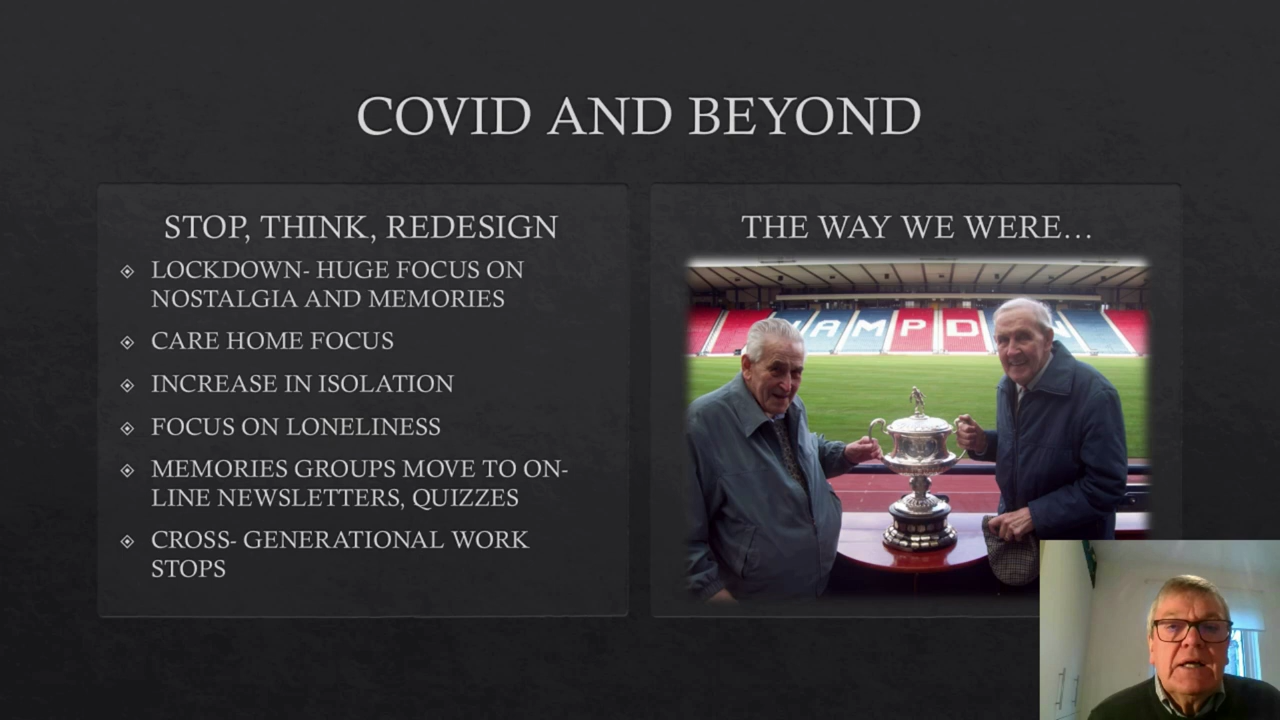 COVID AND BEYOND
STOP, THINK, REDESIGN
LOCKDOWN- HUGE FOCUS ON
NOSTALGIA AND MEMORIES
CARE HOME FOCUS
INCREASE IN ISOLATION
FOCUS ON LONELINESS
MEMORIES GROUPS MOVE TO ON-
LINE NEWSLETTERS, QUIZZES
CROSS- GENERATIONAL WORK
STOPS
THE WAY WE WERE…
AMPD N